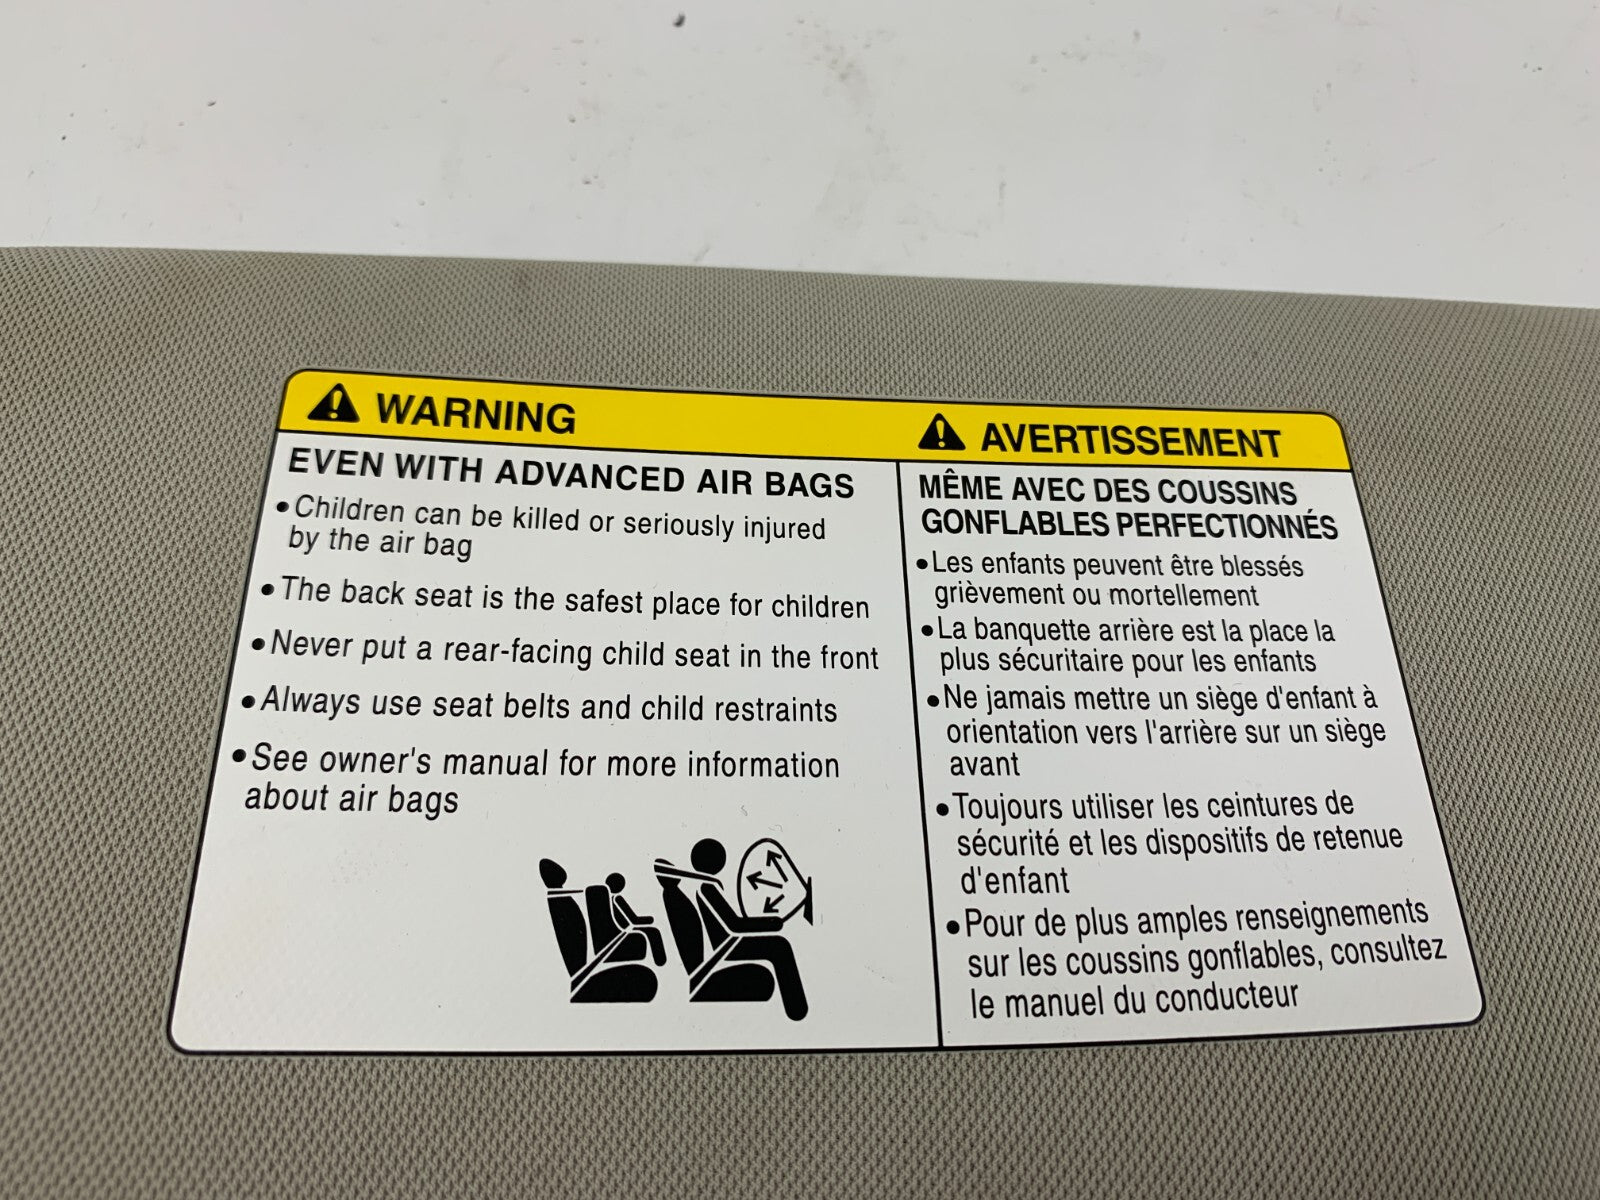 WARNING
EVEN WITH ADVANCED AIR BAGS
•Children can be killed or seriously injured
by the air bag
•The back seat is the safest place for children
•Never put a rear-facing child seat in the front
•Always use seat belts and child restraints
•See owner's manual for more information
about air bags
AVERTISSEMENT
MÊME AVEC DES COUSSINS
GONFLABLES PERFECTIONNÉS
•Les enfants peuvent être blessés
grièvement ou mortellement
•La banquette arrière est la place la
plus sécuritaire pour les enfants
•Ne jamais mettre un siège d'enfant à
orientation vers l'arrière sur un siège
avant
•Toujours utiliser les ceintures de
sécurité et les dispositifs de retenue
d'enfant
•Pour de plus amples renseignements
sur les coussins gonflables, consultez
le manuel du conducteur